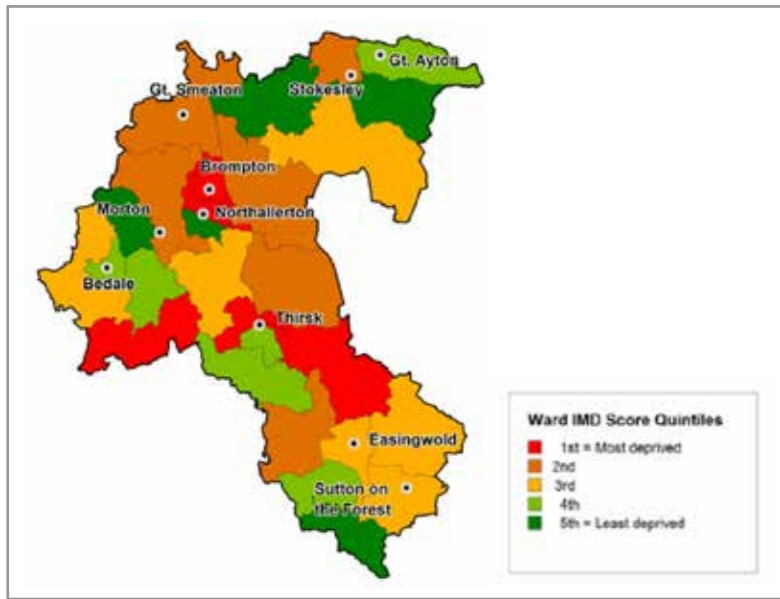 Gt. Ayton
Stokesley
Gt. Smeaton
Brompton
Morton
Northallerton
Bedale
Thirsk
Easingwold
Sutton on
the Forest
Ward IMD Score Quintiles
1st = Most deprived
2nd
3rd
4th
5th = Least deprived